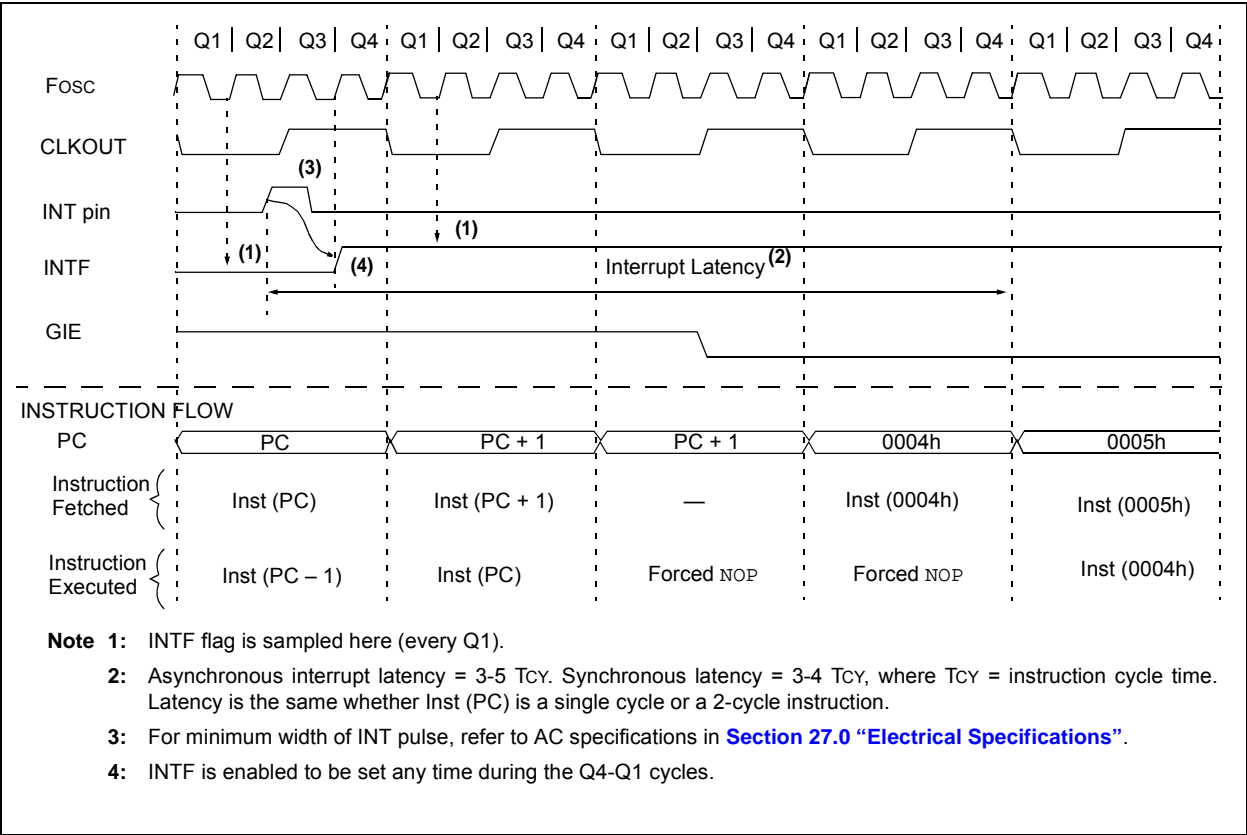 Q1 Q2 Q3 Q4 Q1 Q2 Q3 Q4 Q1 Q2 Q3 Q4 Q1 Q2 Q3 Q4 Q1 Q2 Q3 Q4
FOSC
CLKOUT
(3)
INT pin
(1)
(1)
INTF
(4)
Interrupt Latency (2)
GIE
INSTRUCTION FLOW
PC
PC
PC + 1
PC + 1
0004h
0005h
Instruction
Fetched
Inst (PC)
Inst (PC + 1)
—
Inst (0004h)
Inst (0005h)
Instruction
Executed
Inst (PC – 1)
Inst (PC)
Forced NOP
Forced NOP
Inst (0004h)
Note 1: INTF flag is sampled here (every Q1).
2: Asynchronous interrupt latency = 3-5 TCY. Synchronous latency = 3-4 TCY, where TCY = instruction cycle time.
Latency is the same whether Inst (PC) is a single cycle or a 2-cycle instruction.
3: For minimum width of INT pulse, refer to AC specifications in Section 27.0 “Electrical Specifications”.
4: INTF is enabled to be set any time during the Q4-Q1 cycles.